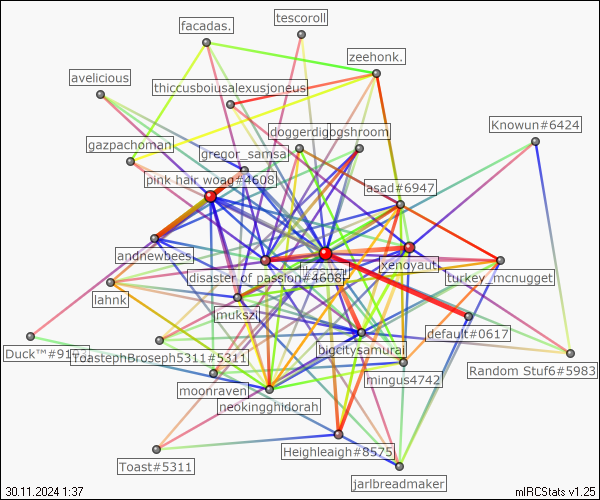 tescoroll
facadas.
zeehonk.
avelicious
thiccusboiusalexusjoneus
Knowun#6424
doggerdig
gshroom
gazpachoman
gregor_samsa
pink hair woag#4608
asad#6947
andnewbees
xenoyaut
disaster of passion#4608
turkey_mcnugget
lahnk
mukszi
default#0617
Duck™#91
ToastephBroseph5311#5311
bigcitysamurai
Random Stuf6#5983
mingus4742
moonraven
neokingghidorah
Heighleaigh#8575
Toast#5311
jarlbreadmaker
30.11.2024 1:37
mIRCStats v1.25